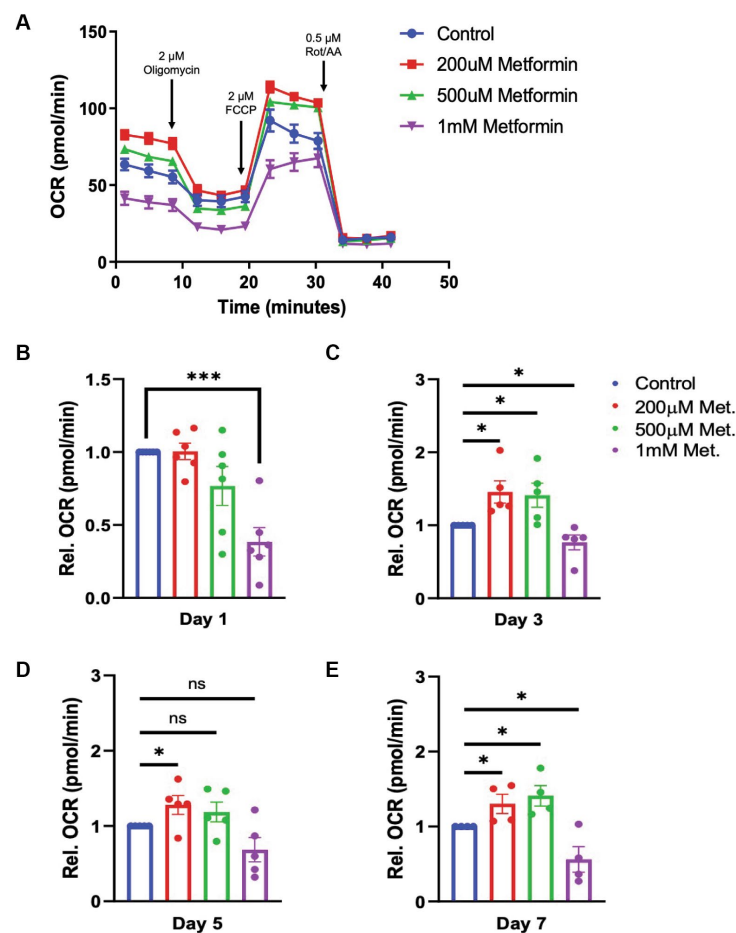 A
OCR (pmol/min)
150
100
50
0
2 µM
Oligomycin
2 µM
FCCP
0.5 µM
Rot/AA
0 10 20 30 40 50
Time (minutes)
Control
200uM Metformin
500uM Metformin
1mM Metformin
B
Rel. OCR (pmol/min)
1.5
1.0
0.5
0.0
***
Day 1
C
Rel. OCR (pmol/min)
3
2
1
0
*
*
*
Day 3
Control
200µM Met.
500µM Met.
1mM Met.
D
Rel. OCR (pmol/min)
3
2
1
0
ns
ns
*
Day 5
E
Rel. OCR (pmol/min)
3
2
1
0
*
*
*
Day 7